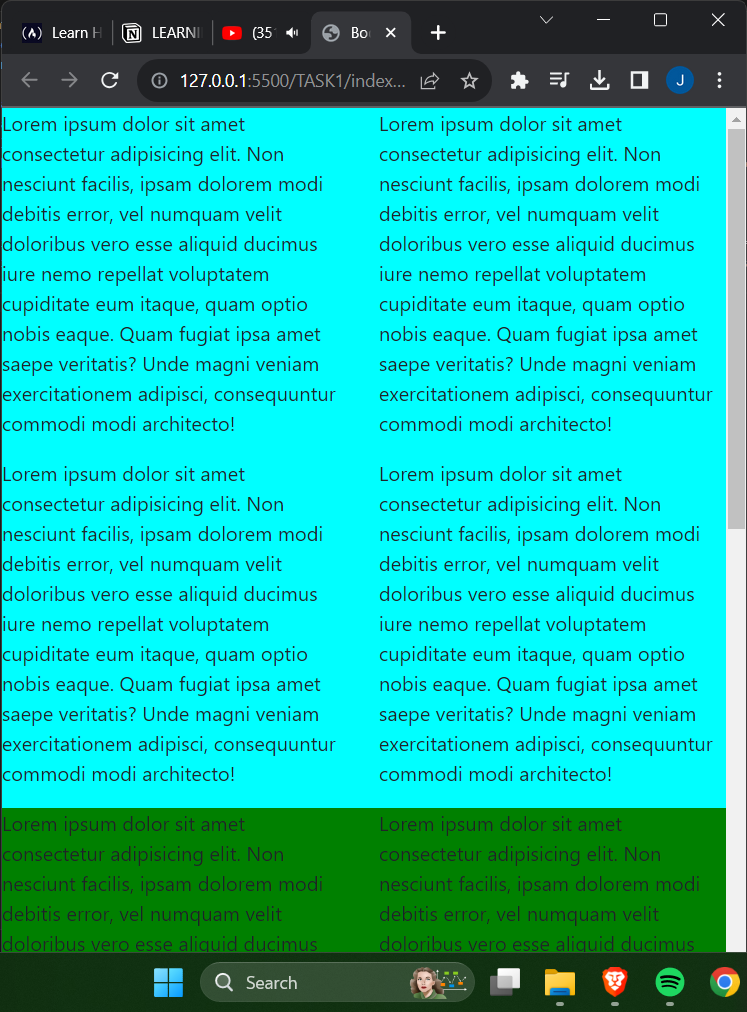 Learn H
LEARNI
(35
Bo
127.0.0.1:5500/TASK1/index...
J
Lorem ipsum dolor sit amet
consectetur adipisicing elit. Non
nesciunt facilis, ipsam dolorem modi
debitis error, vel numquam velit
doloribus vero esse aliquid ducimus
iure nemo repellat voluptatem
cupiditate eum itaque, quam optio
nobis eaque. Quam fugiat ipsa amet
saepe veritatis? Unde magni veniam
exercitationem adipisci, consequuntur
commodi modi architecto!
Lorem ipsum dolor sit amet
consectetur adipisicing elit. Non
nesciunt facilis, ipsam dolorem modi
debitis error, vel numquam velit
doloribus vero esse aliquid ducimus
iure nemo repellat voluptatem
cupiditate eum itaque, quam optio
nobis eaque. Quam fugiat ipsa amet
saepe veritatis? Unde magni veniam
exercitationem adipisci, consequuntur
commodi modi architecto!
Lorem ipsum dolor sit amet
consectetur adipisicing elit. Non
nesciunt facilis, ipsam dolorem modi
debitis error, vel numquam velit
doloribus vero esse aliquid ducimus
iure nemo repellat voluptatem
cupiditate eum itaque, quam optio
nobis eaque. Quam fugiat ipsa amet
saepe veritatis? Unde magni veniam
exercitationem adipisci, consequuntur
commodi modi architecto!
Lorem ipsum dolor sit amet
consectetur adipisicing elit. Non
nesciunt facilis, ipsam dolorem modi
debitis error, vel numquam velit
doloribus vero esse aliquid ducimus
iure nemo repellat voluptatem
cupiditate eum itaque, quam optio
nobis eaque. Quam fugiat ipsa amet
saepe veritatis? Unde magni veniam
exercitationem adipisci, consequuntur
commodi modi architecto!
Lorem ipsum dolor sit amet
consectetur adipisicing elit. Non
nesciunt facilis, ipsam dolorem modi
debitis error, vel numquam velit
doloribus vero esse aliquid ducimus
Lorem ipsum dolor sit amet
consectetur adipisicing elit. Non
nesciunt facilis, ipsam dolorem modi
debitis error, vel numquam velit
doloribus vero esse aliquid ducimus
Search